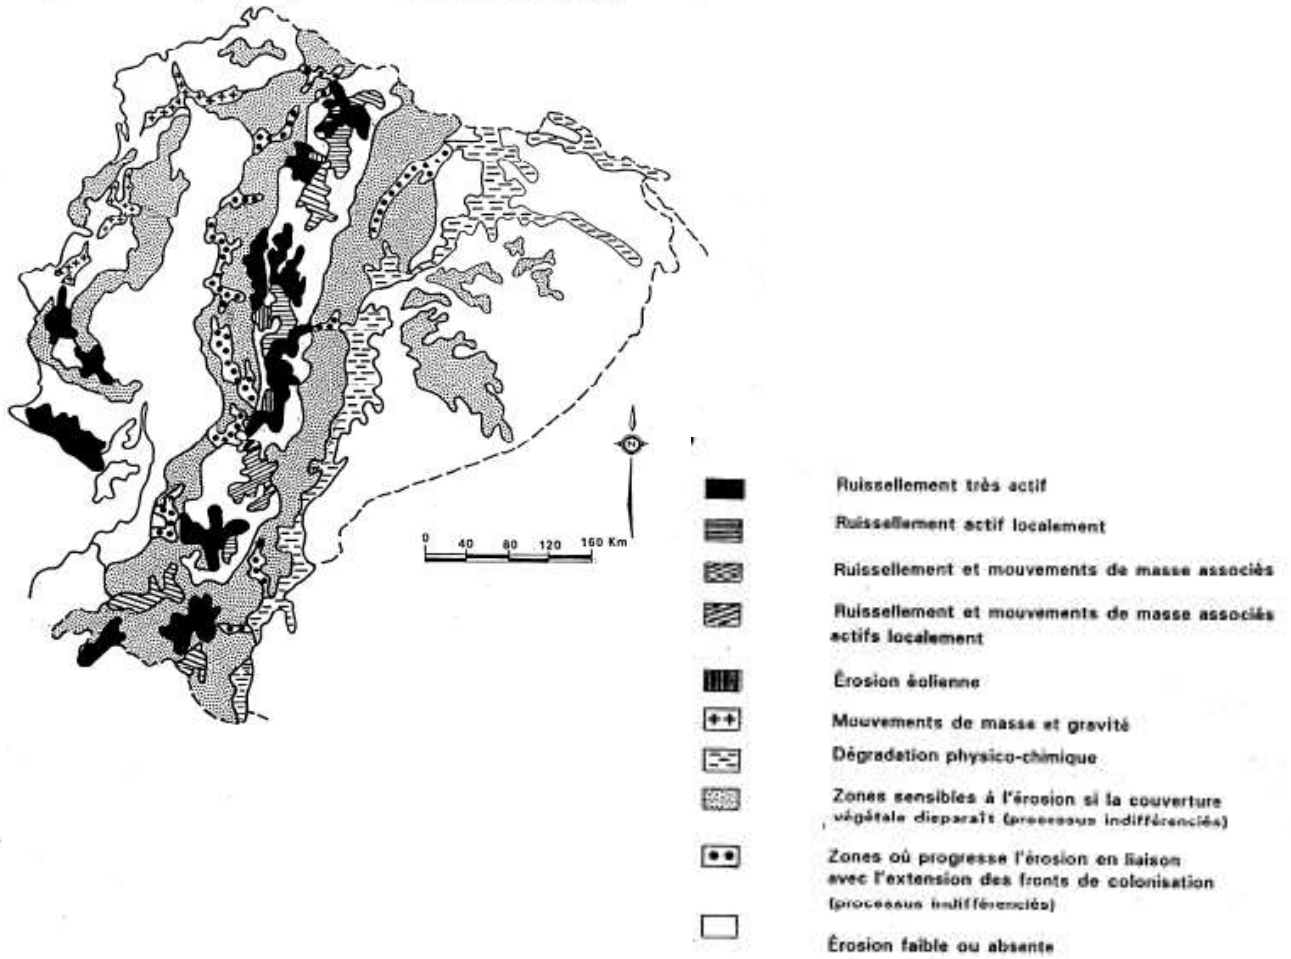 N
0 40 80 120 160 Km
Ruissellement très actif
Ruissellement actif localement
Ruissellement et mouvements de masse associés
Ruissellement et mouvements de masse associés
actifs localement
Érosion éolienne
Mouvements de masse et gravité
Dégradation physico-chimique
Zones sensibles á l'érosion si la couverture
végétale disparaît (processus indifférenciés)
Zones où progresse l'érosion en liaison
avec l'extension des fronts de colonisation
(processus indifférenciés)
Érosion faible ou absente